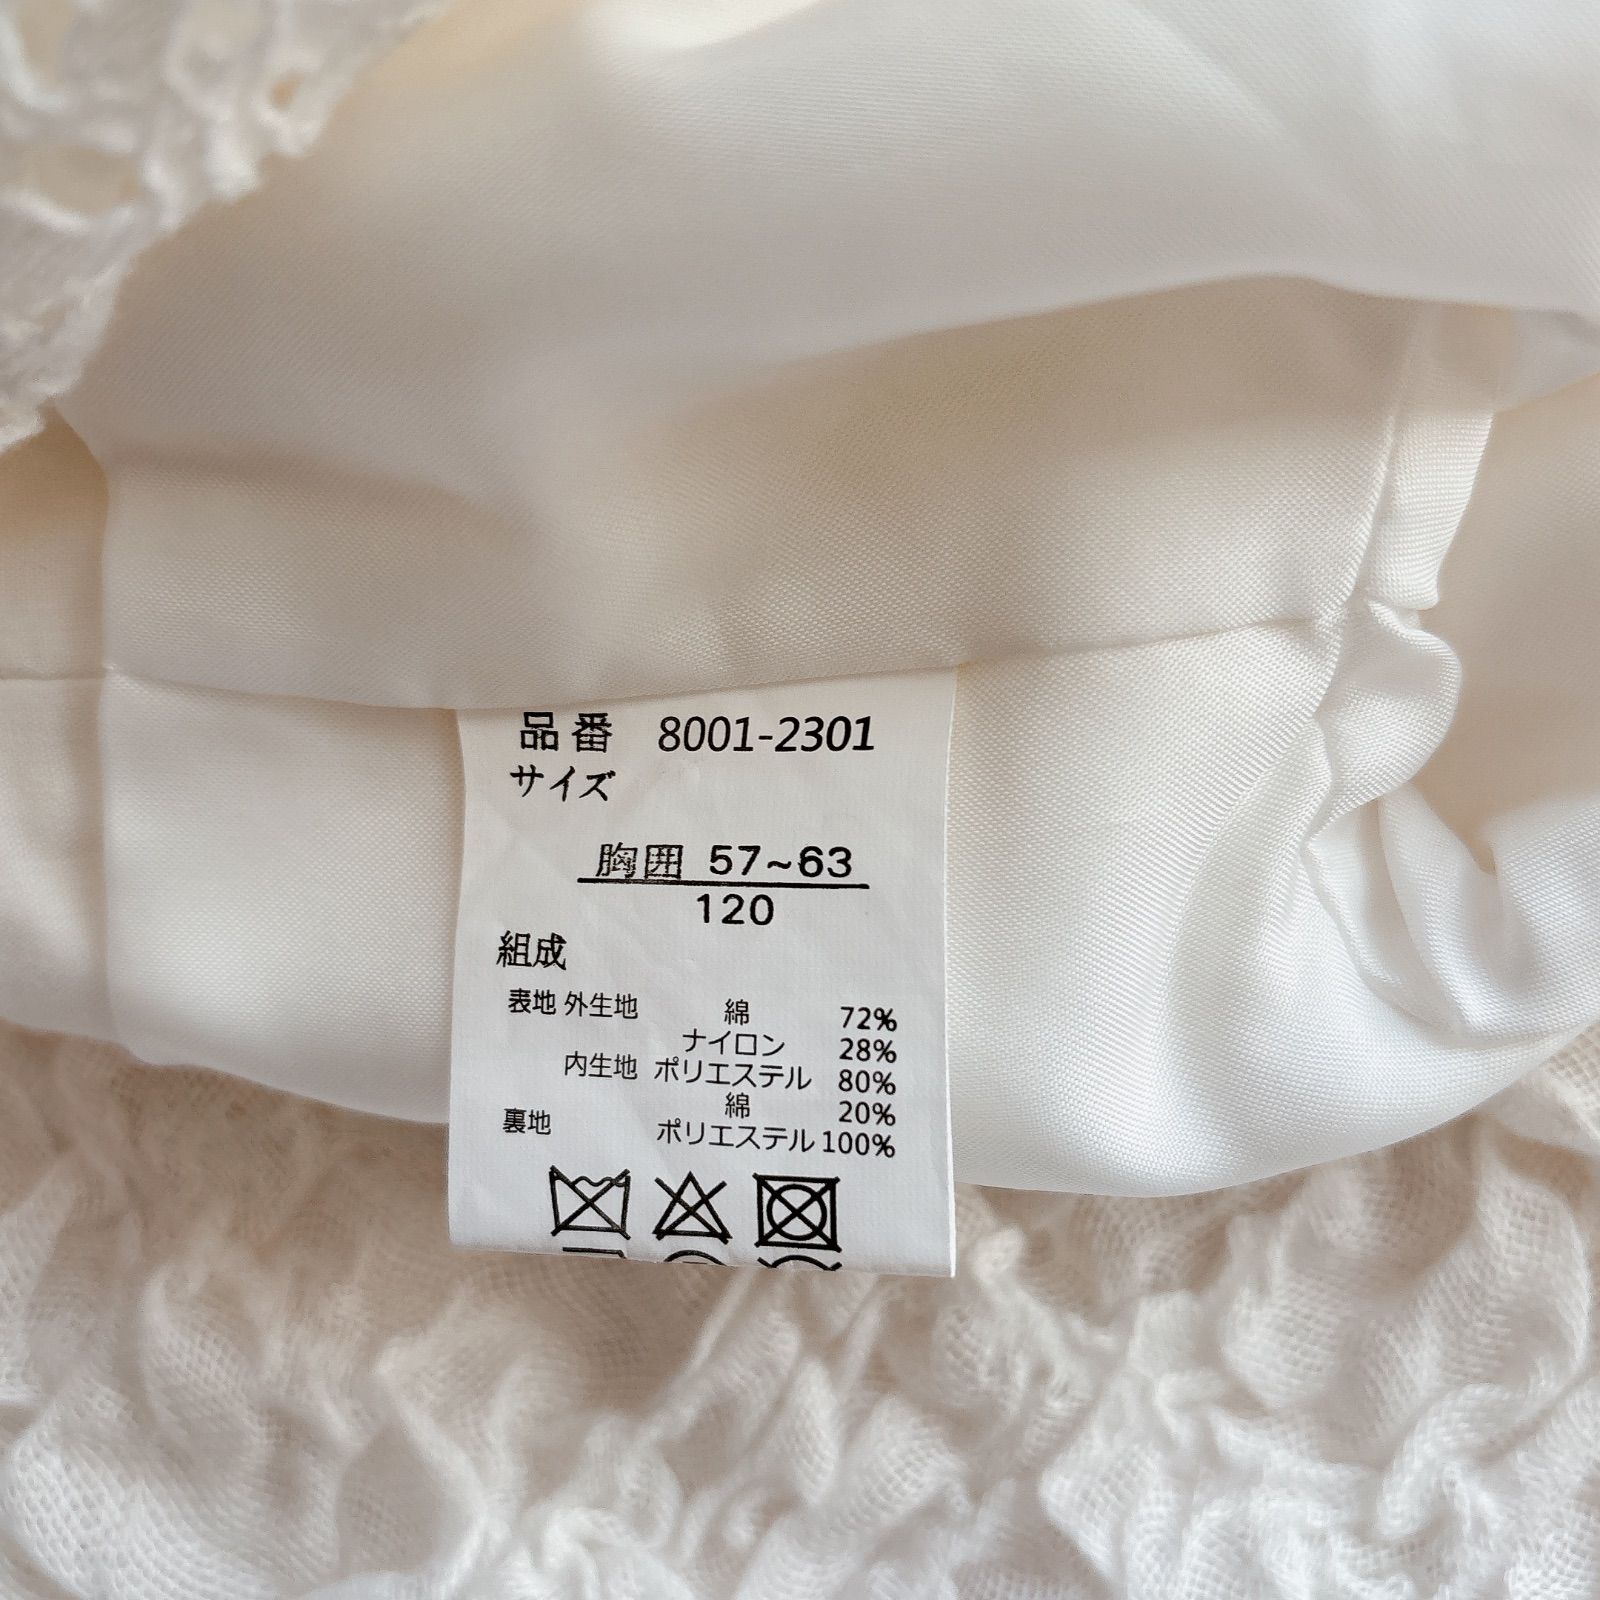 品番 8001-2301
サイズ
胸囲 57~63
120
組成
表地 外生地 綿 72%
ナイロン 28%
内生地 ポリエステル 80%
綿 20%
裏地 ポリエステル 100%